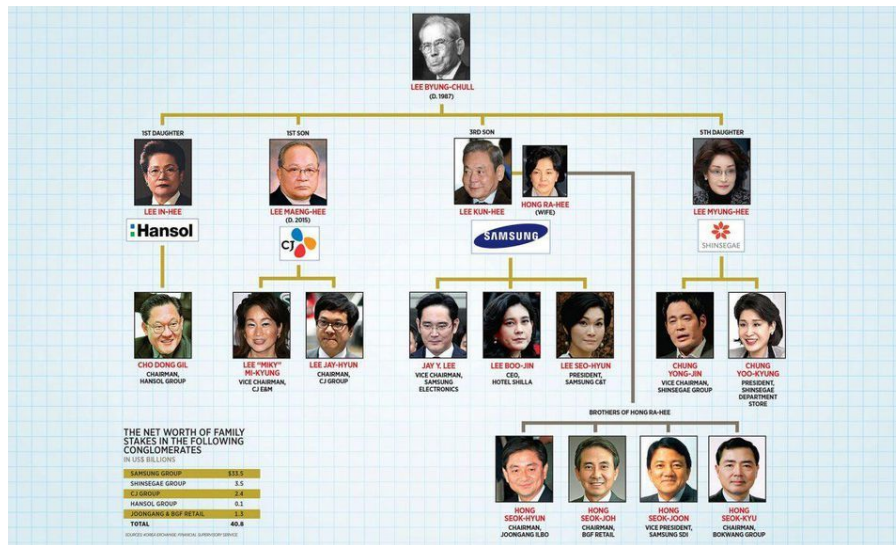 LEE BYUNG-CHULL
(D. 1987)
1ST DAUGHTER
1ST SON
3RD SON
5TH DAUGHTER
LEE IN-HEE
LEE MAENG-HEE
(D. 2015)
LEE KUN-HEE
HONG RA-HEE
(WIFE)
LEE MYUNG-HEE
Hansol
CJ
SAMSUNG
SHINSEGAE
CHO DONG GIL
CHAIRMAN,
HANSOL GROUP
LEE "MIKY"
MI-KYUNG
VICE CHAIRMAN,
CJ E&M
LEE JAY-HYUN
CHAIRMAN,
CJ GROUP
JAY Y. LEE
VICE CHAIRMAN,
SAMSUNG
ELECTRONICS
LEE BOO-JIN
CEO,
HOTEL SHILLA
LEE SEO-HYUN
PRESIDENT,
SAMSUNG C&T
CHUNG
YONG-JIN
VICE CHAIRMAN,
SHINSEGAE GROUP
CHUNG
YOO-KYUNG
PRESIDENT,
SHINSEGAE
DEPARTMENT
STORE
BROTHERS OF HONG RA-HEE
HONG
SEOK-HYUN
CHAIRMAN,
JOONGANG ILBO
HONG
SEOK-JOH
CHAIRMAN,
BGF RETAIL
HONG
SEOK-JOON
VICE PRESIDENT,
SAMSUNG SDI
HONG
SEOK-KYU
CHAIRMAN,
BOKWANG GROUP
THE NET WORTH OF FAMILY
STAKES IN THE FOLLOWING
CONGLOMERATES
IN US$ BILLIONS
SAMSUNG GROUP $33.5
SHINSEGAE GROUP 3.5
CJ GROUP 2.4
HANSOL GROUP 0.1
JOONGANG & BGF RETAIL 1.3
TOTAL 40.8
SOURCES: KOREA EXCHANGE; FINANCIAL SUPERVISORY SERVICE